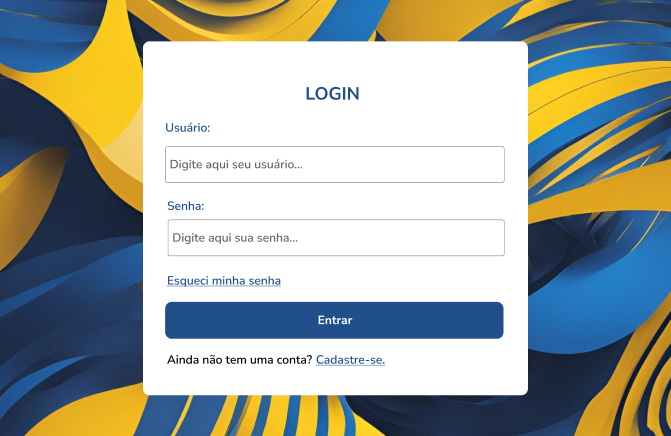 LOGIN
Usuário:
Digite aqui seu usuário...
Senha:
Digite aqui sua senha...
Esqueci minha senha
Entrar
Ainda não tem uma conta? Cadastre-se.